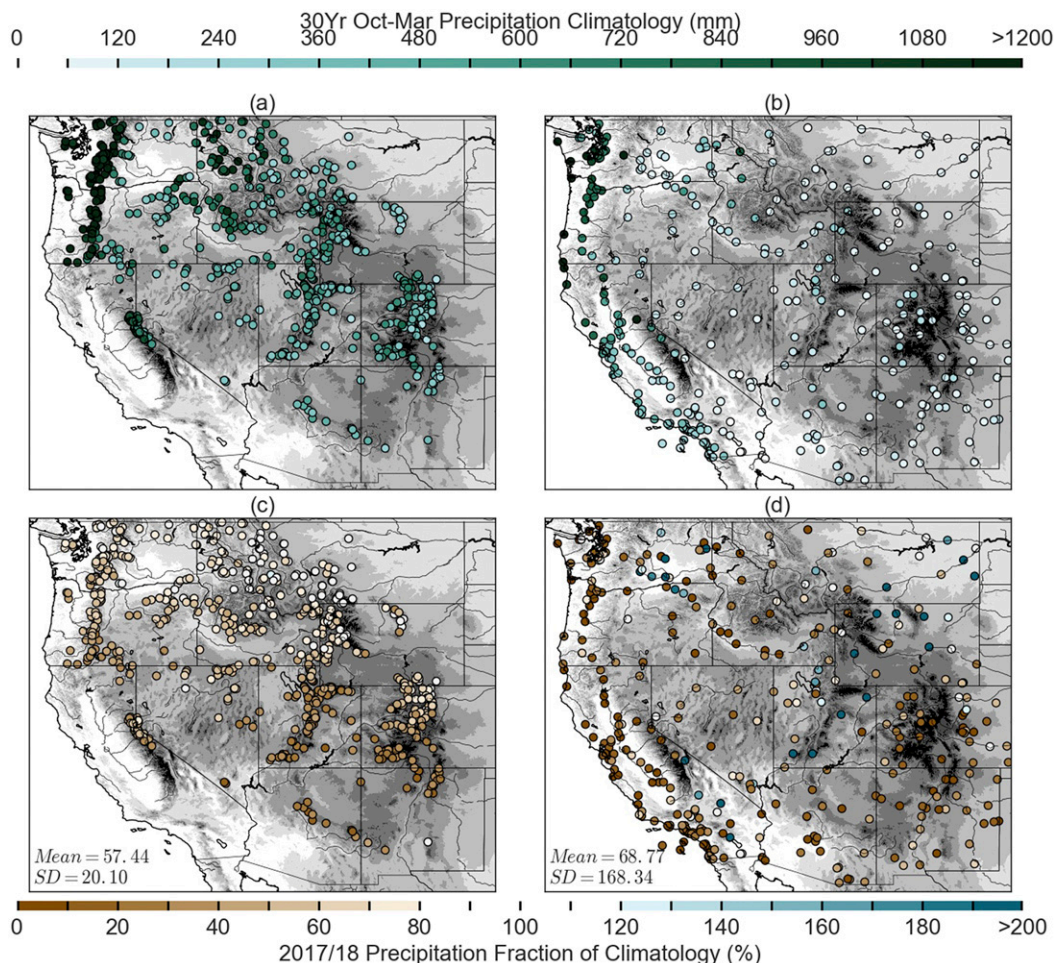 30Yr Oct-Mar Precipitation Climatology (mm)
0 120 240 360 480 600 720 840 960 1080 >1200
(a) (b)
(c) (d)
Mean = 57.44
SD = 20.10
Mean = 68.77
SD = 168.34
0 20 40 60 80 100 120 140 160 180 >200
2017/18 Precipitation Fraction of Climatology (%)